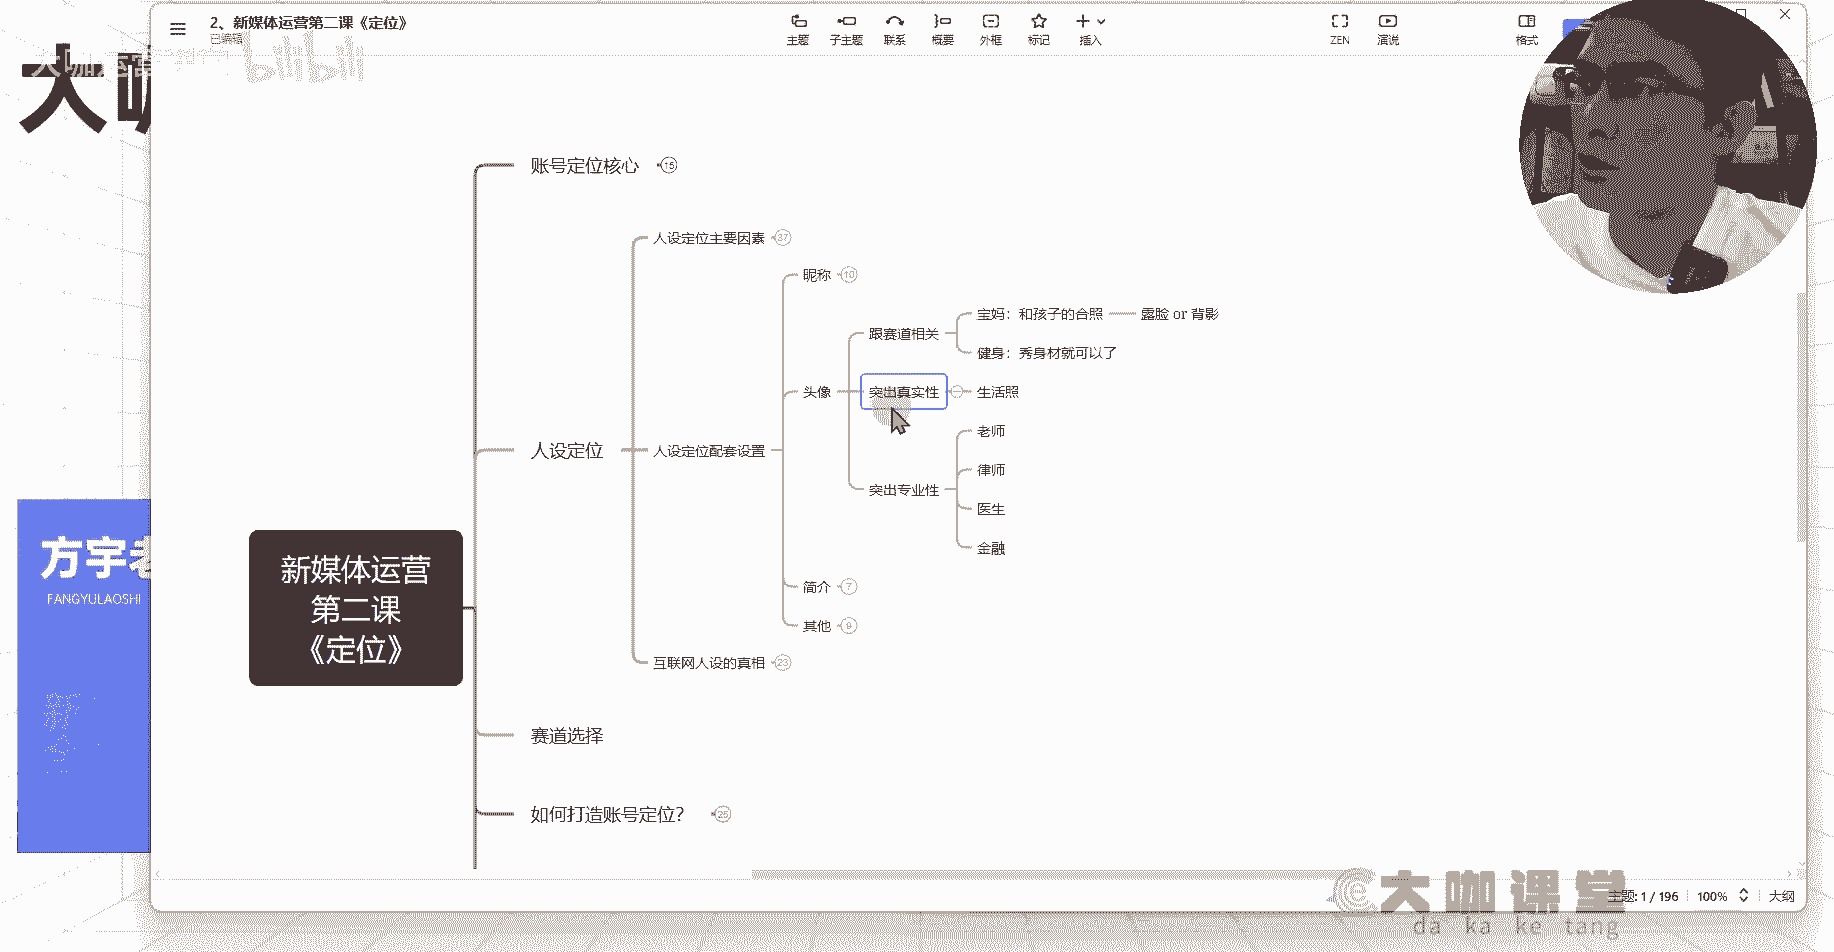 2、新媒体运营第二课《定位》
已编辑
主题
子主题
联系
概要
外框
标记
插入
ZEN
演说
格式
大咖运营
bilibili
大咖
账号定位核心
15
人设定位主要因素
37
昵称
10
宝妈：和孩子的合照
露脸 or 背影
跟赛道相关
健身：秀身材就可以了
头像
突出真实性
生活照
老师
人设定位
人设定位配套设置
律师
突出专业性
医生
金融
方宇老
FANGYULAOSHI
新媒体运营
第二课
《定位》
简介
7
其他
9
互联网人设的真相
23
赛道选择
如何打造账号定位？
25
大咖课堂
da ka ke tang
主题: 1 / 196
100%
大纲